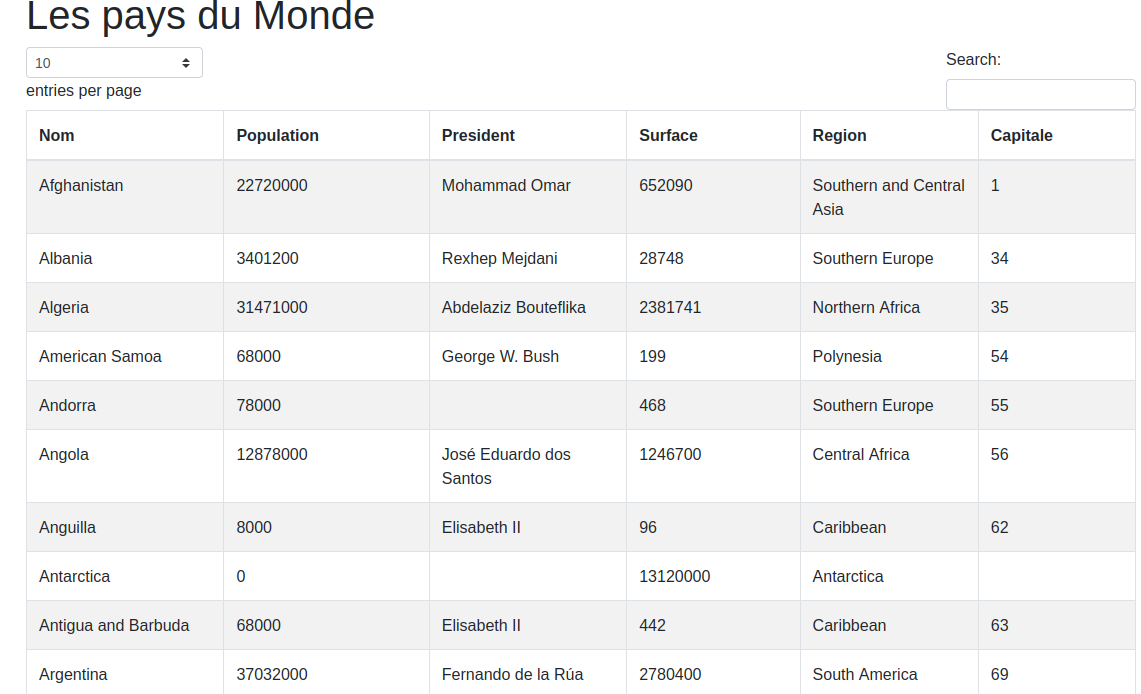 Les pays du Monde
10
Search:
entries per page
Nom Population President Surface Region Capitale
Afghanistan 22720000 Mohammad Omar 652090 Southern and Central 1
Asia
Albania 3401200 Rexhep Mejdani 28748 Southern Europe 34
Algeria 31471000 Abdelaziz Bouteflika 2381741 Northern Africa 35
American Samoa 68000 George W. Bush 199 Polynesia 54
Andorra 78000 468 Southern Europe 55
Angola 12878000 José Eduardo dos 1246700 Central Africa 56
Santos
Anguilla 8000 Elisabeth II 96 Caribbean 62
Antarctica 0 13120000 Antarctica
Antigua and Barbuda 68000 Elisabeth II 442 Caribbean 63
Argentina 37032000 Fernando de la Rúa 2780400 South America 69